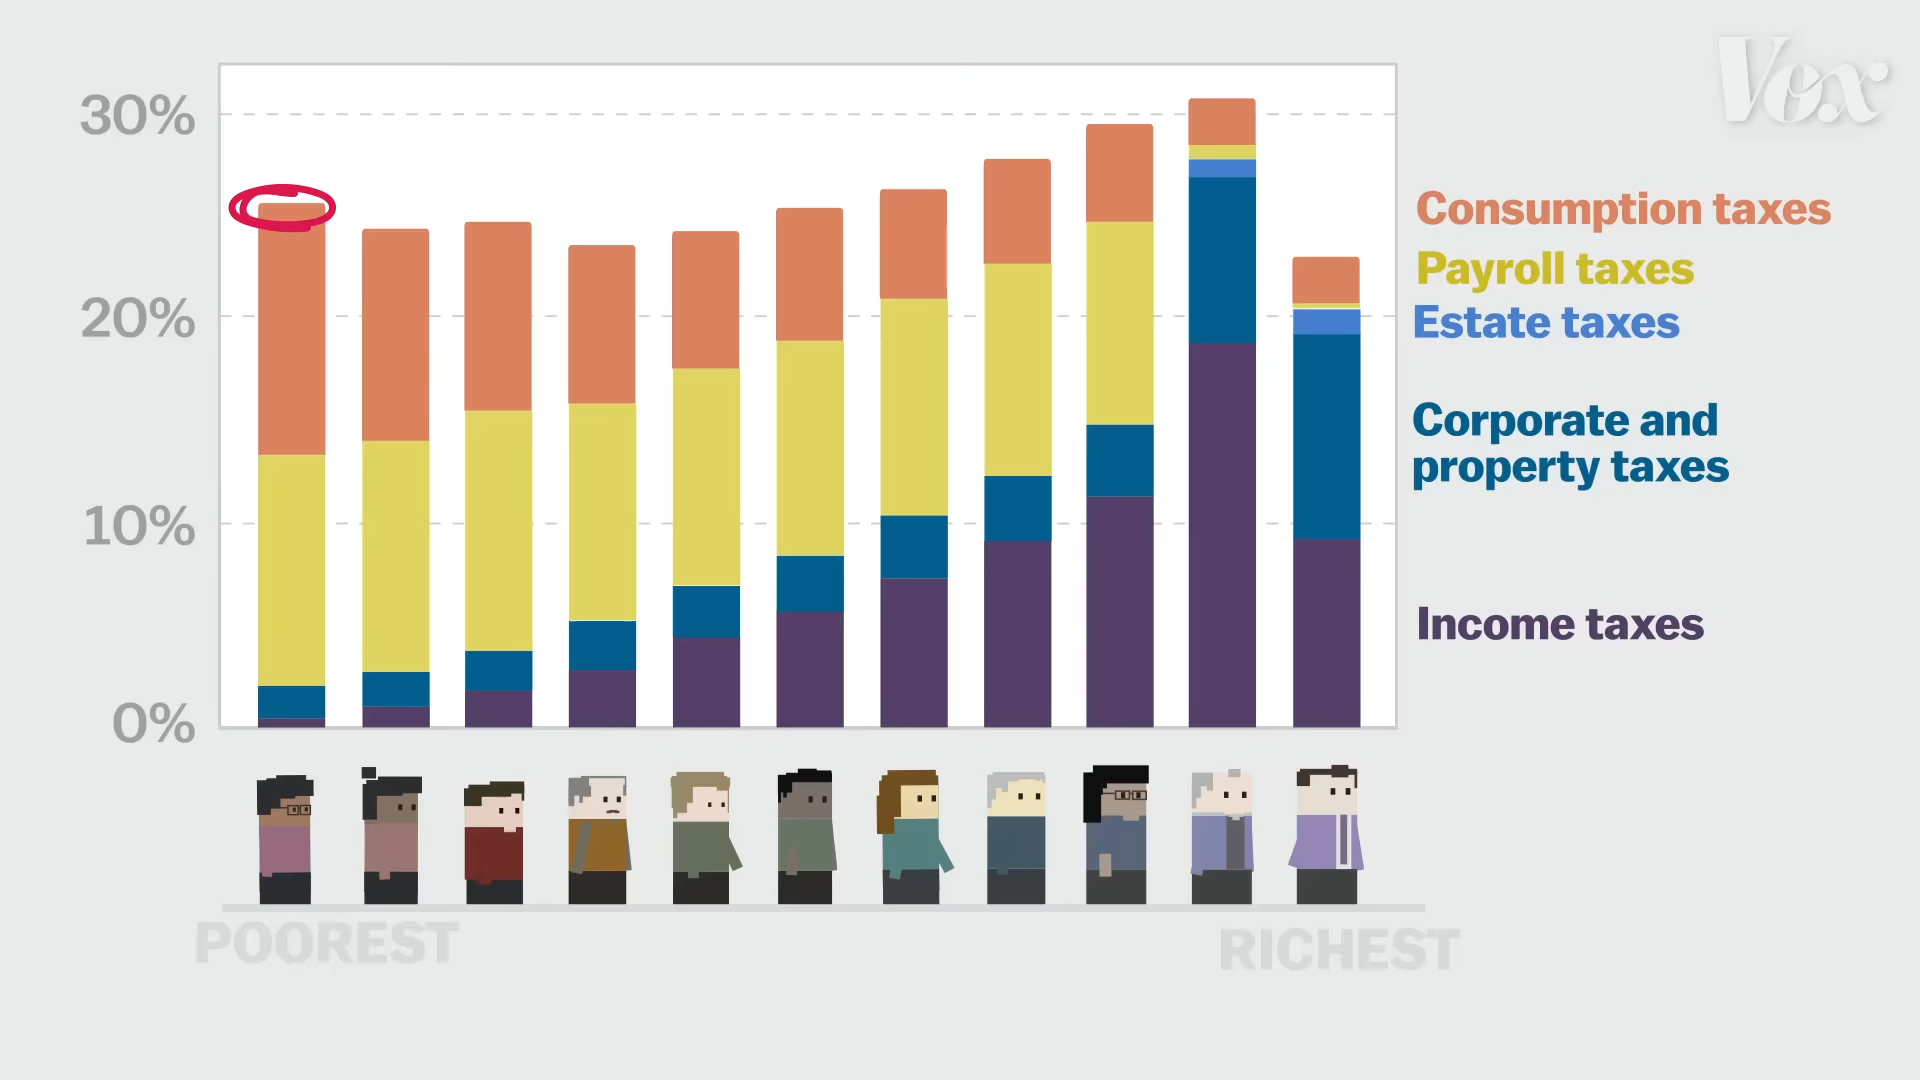 Vox
30%
20%
10%
0%
Consumption taxes
Payroll taxes
Estate taxes
Corporate and
property taxes
Income taxes
POOREST
RICHEST